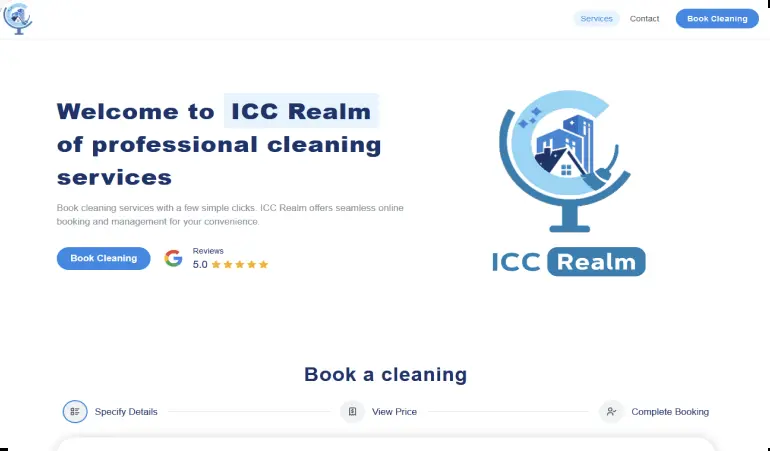 Services
Contact
Book Cleaning
Welcome to ICC Realm
of professional cleaning
services
Book cleaning services with a few simple clicks. ICC Realm offers seamless online
booking and management for your convenience.
Book Cleaning
Reviews
5.0
ICC Realm
Book a cleaning
Specify Details
View Price
Complete Booking